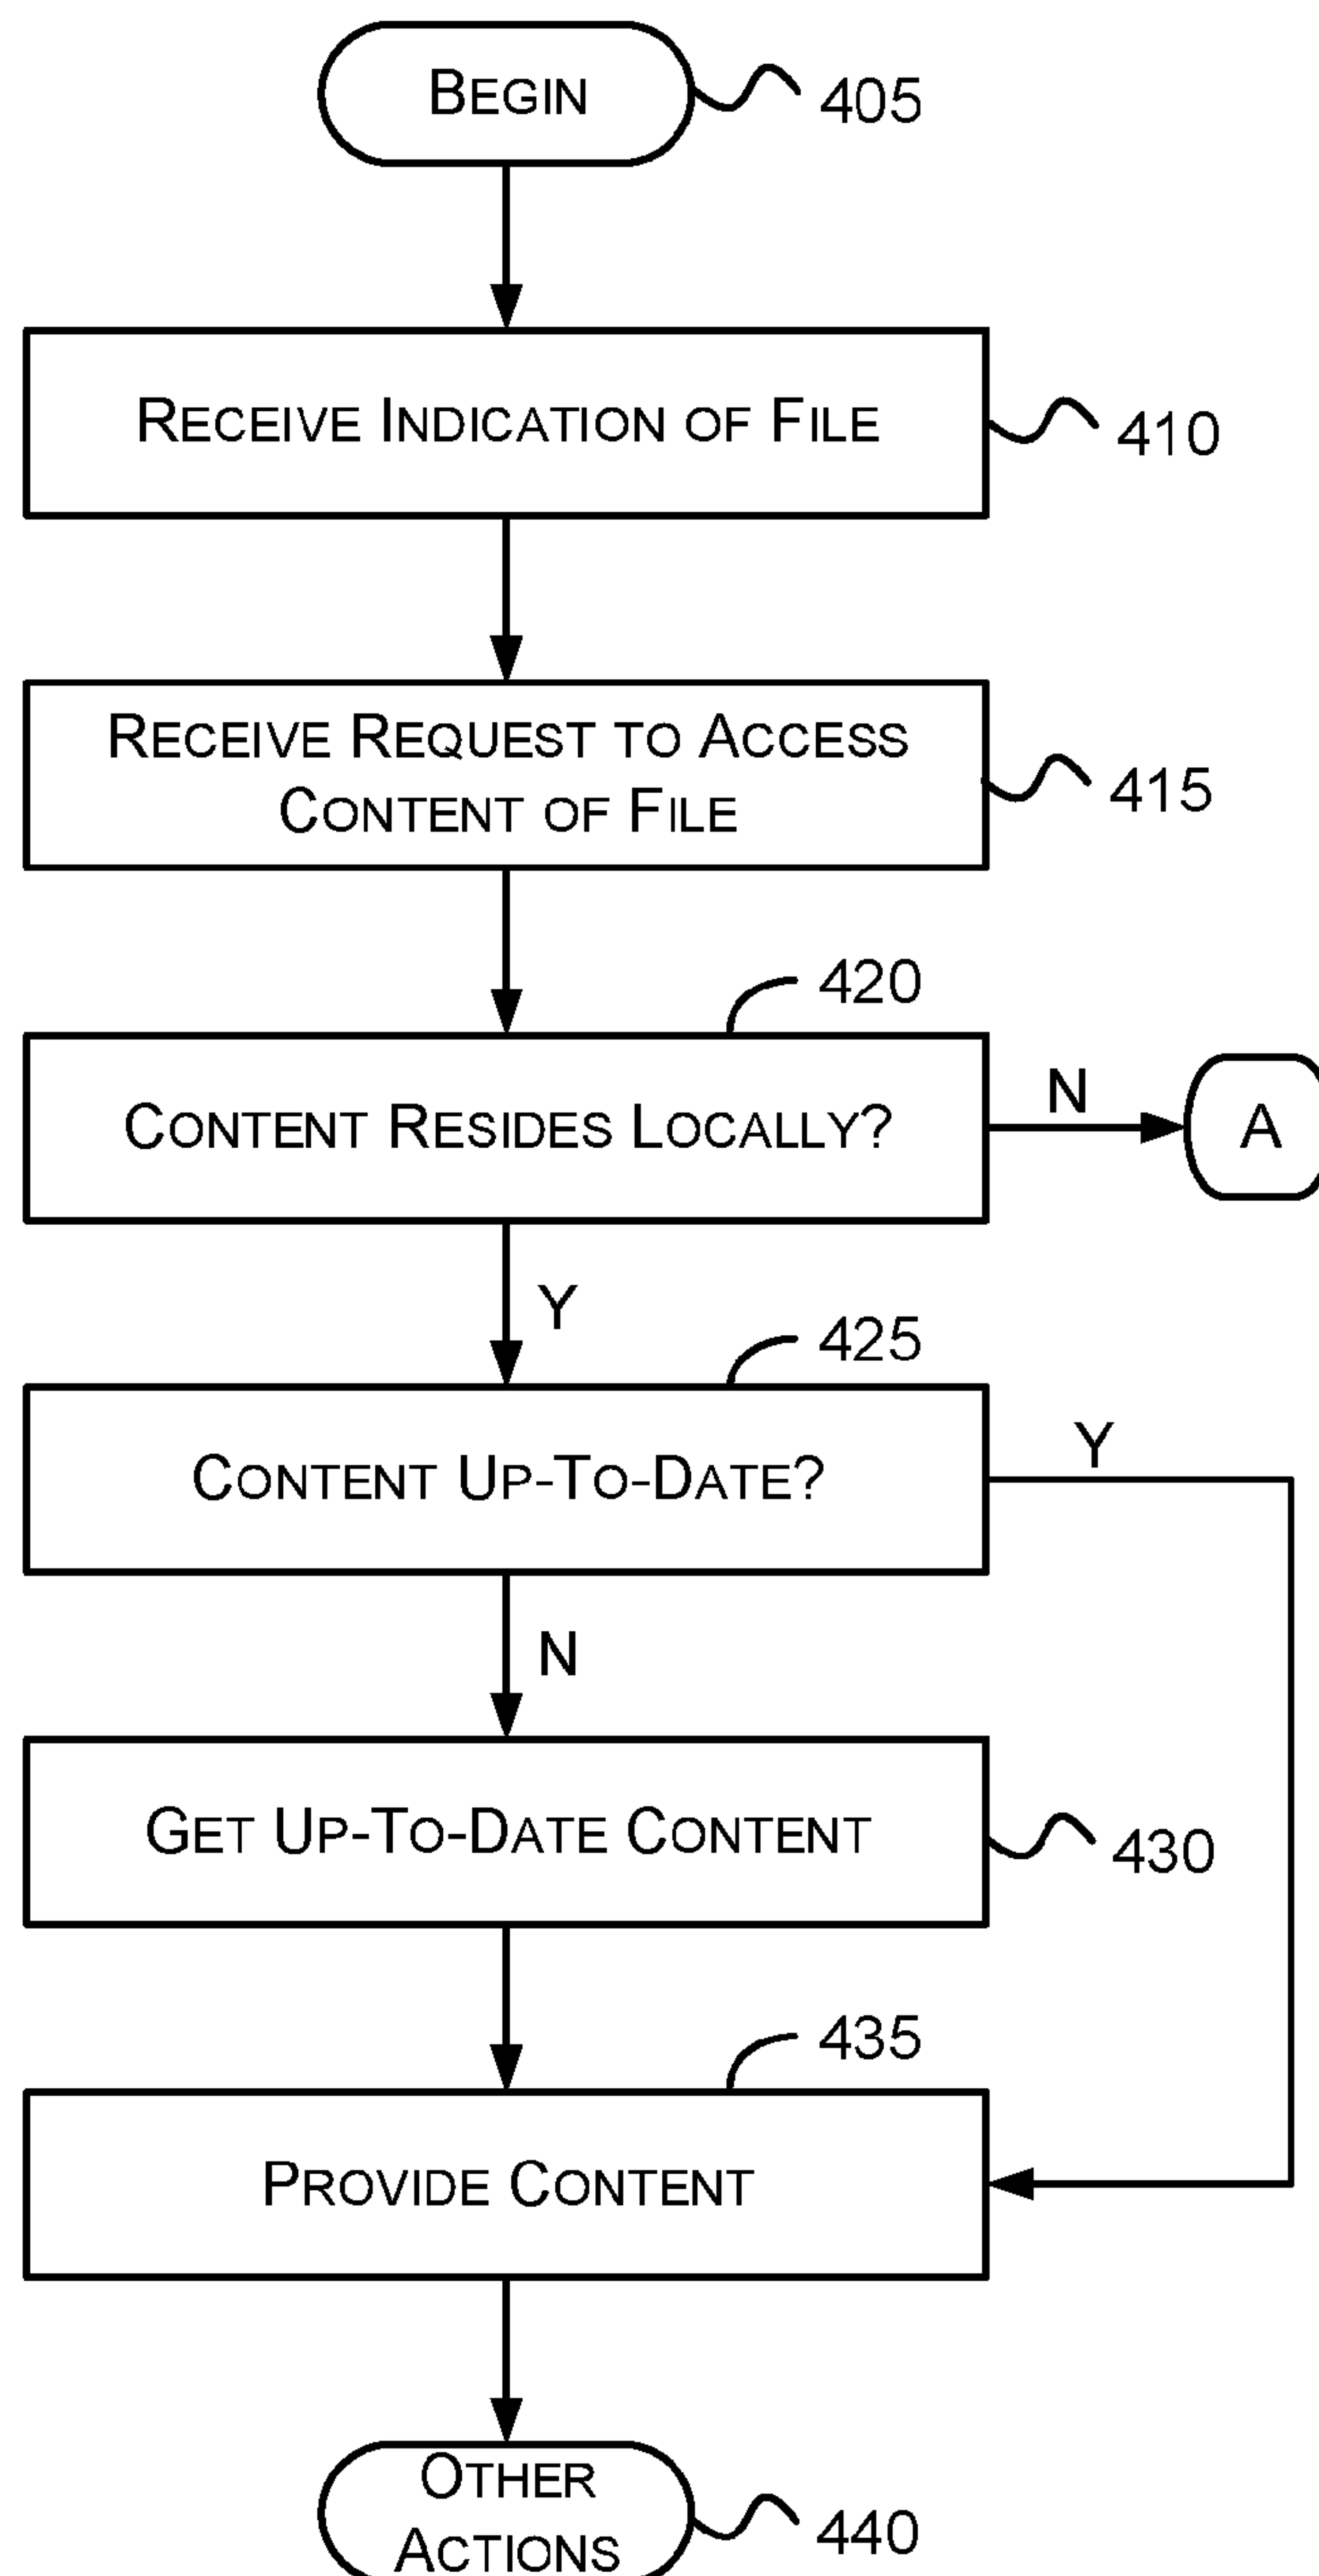 BEGIN
405
RECEIVE INDICATION OF FILE
410
RECEIVE REQUEST TO ACCESS
CONTENT OF FILE
415
420
CONTENT RESIDES LOCALLY?
N
A
Y
425
CONTENT UP-TO-DATE?
Y
N
GET UP-TO-DATE CONTENT
430
435
PROVIDE CONTENT
OTHER
ACTIONS
440